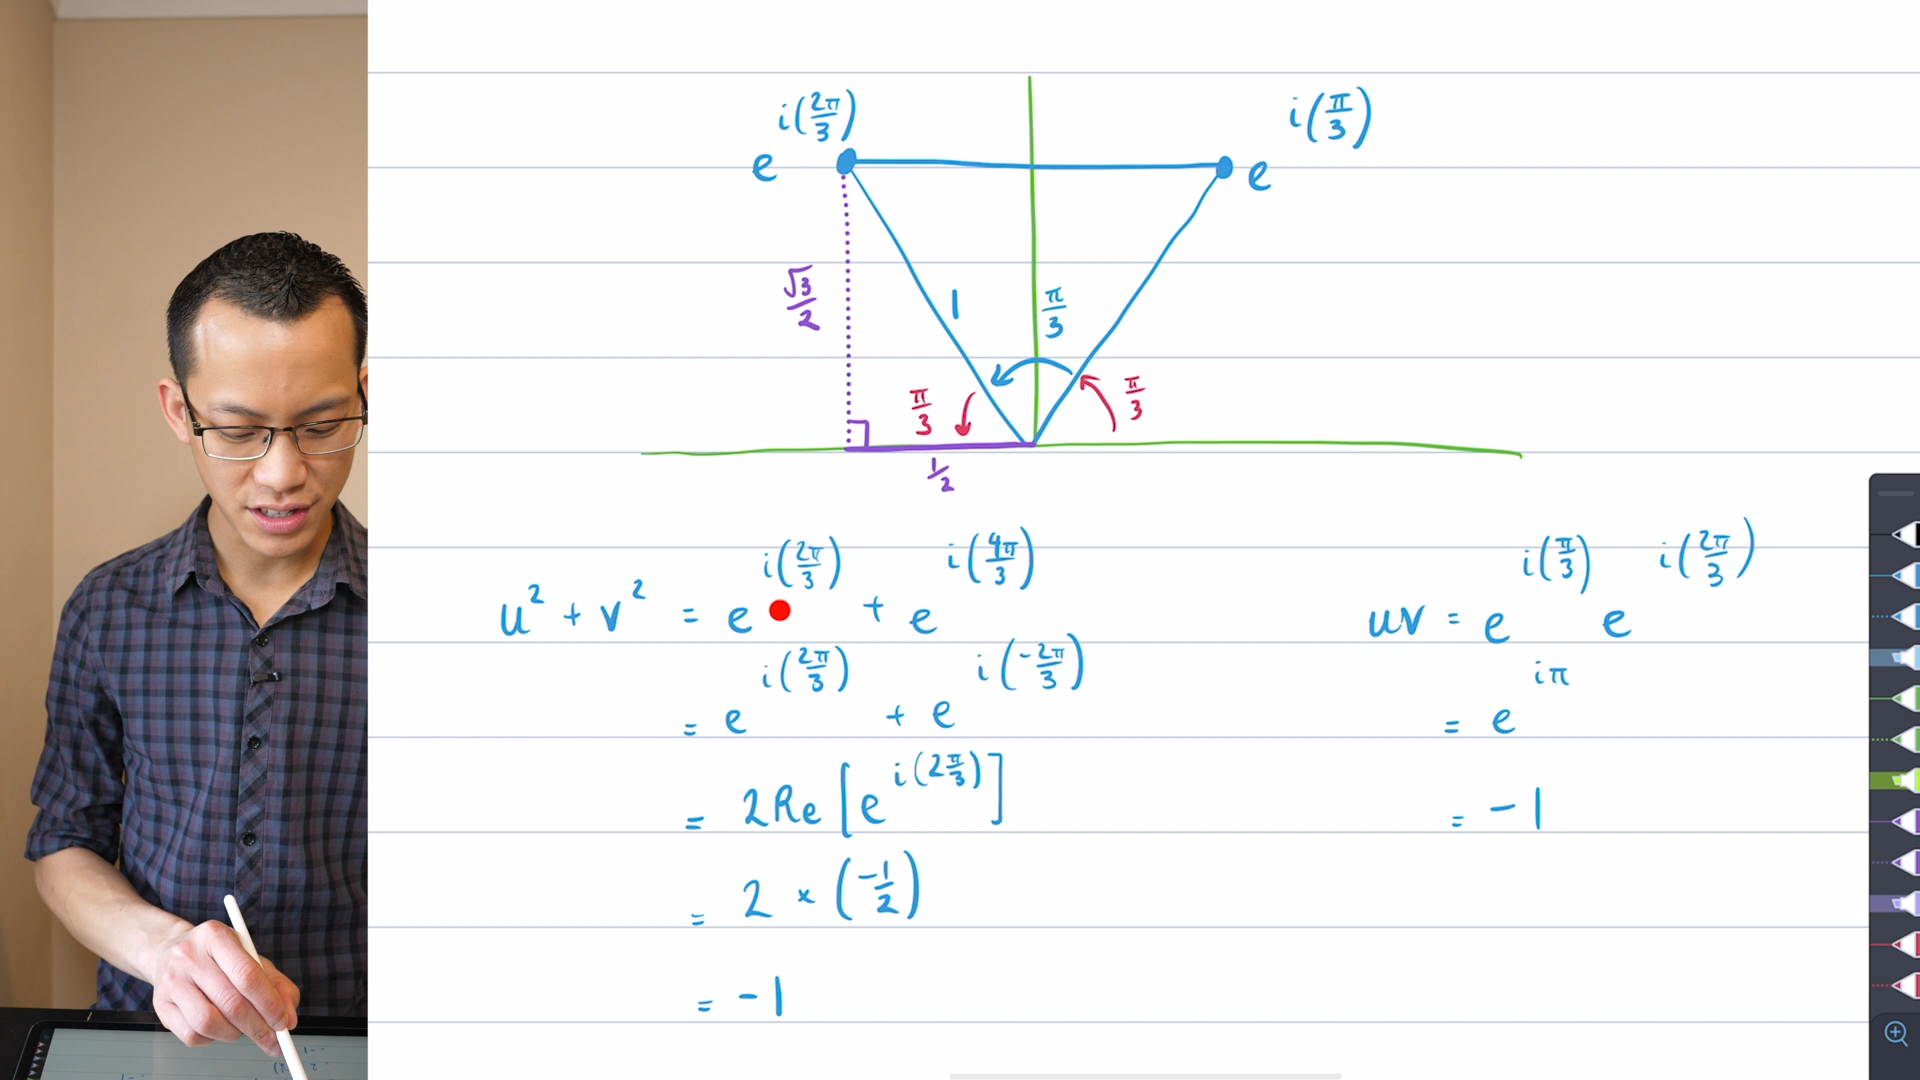 e^{i(2π/3)} e^{i(π/3)}
√3/2 1 π/3
π/3 π/3
1/2
u² + v² = e^{i(2π/3)} + e^{i(4π/3)} uv = e^{i(π/3)} e^{i(2π/3)}
= e^{i(2π/3)} + e^{i(-2π/3)} = e^{iπ}
= 2Re[e^{i(2π/3)}] = -1
= 2 × (-1/2)
= -1